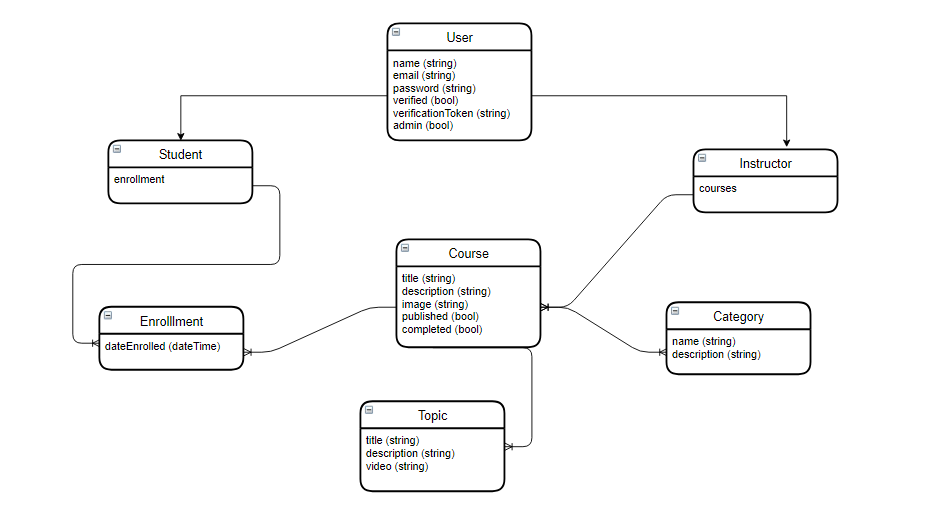 User
name (string)
email (string)
password (string)
verified (bool)
verificationToken (string)
admin (bool)
Student
enrollment
Instructor
courses
Course
title (string)
description (string)
image (string)
published (bool)
completed (bool)
Enrolllment
dateEnrolled (dateTime)
Category
name (string)
description (string)
Topic
title (string)
description (string)
video (string)